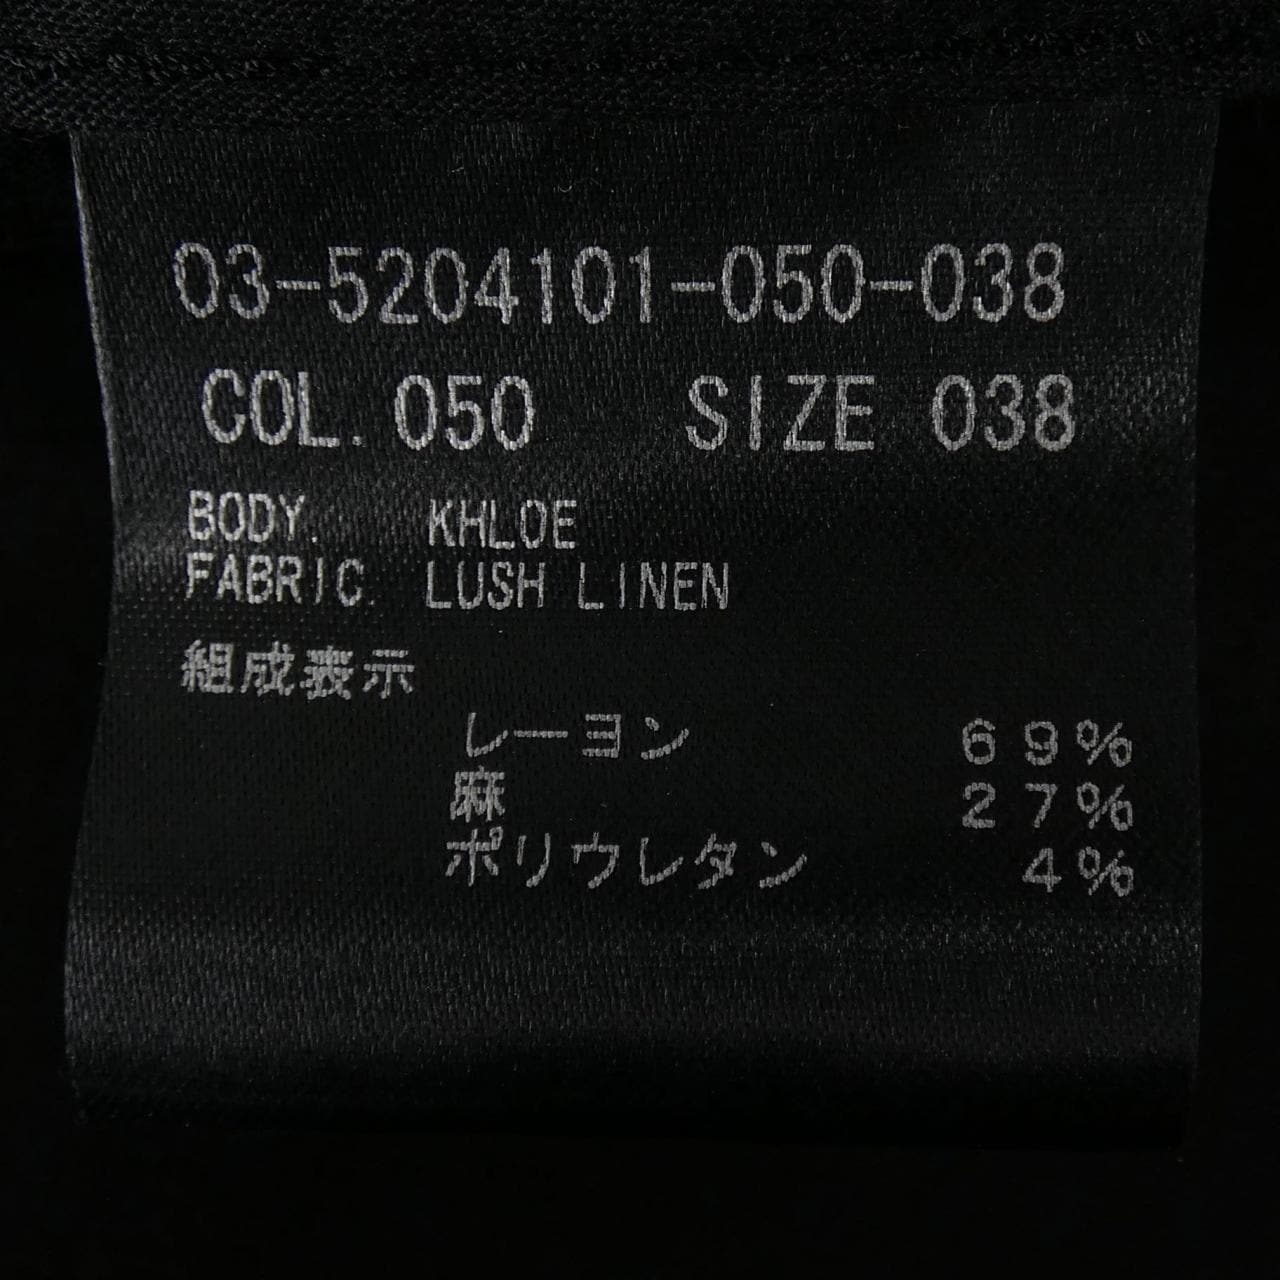 03-5204101-050-038
COL. 050 SIZE 038
BODY. KHLOE
FABRIC. LUSH LINEN
組成表示
レーヨン 69%
麻 27%
ポリウレタン 4%